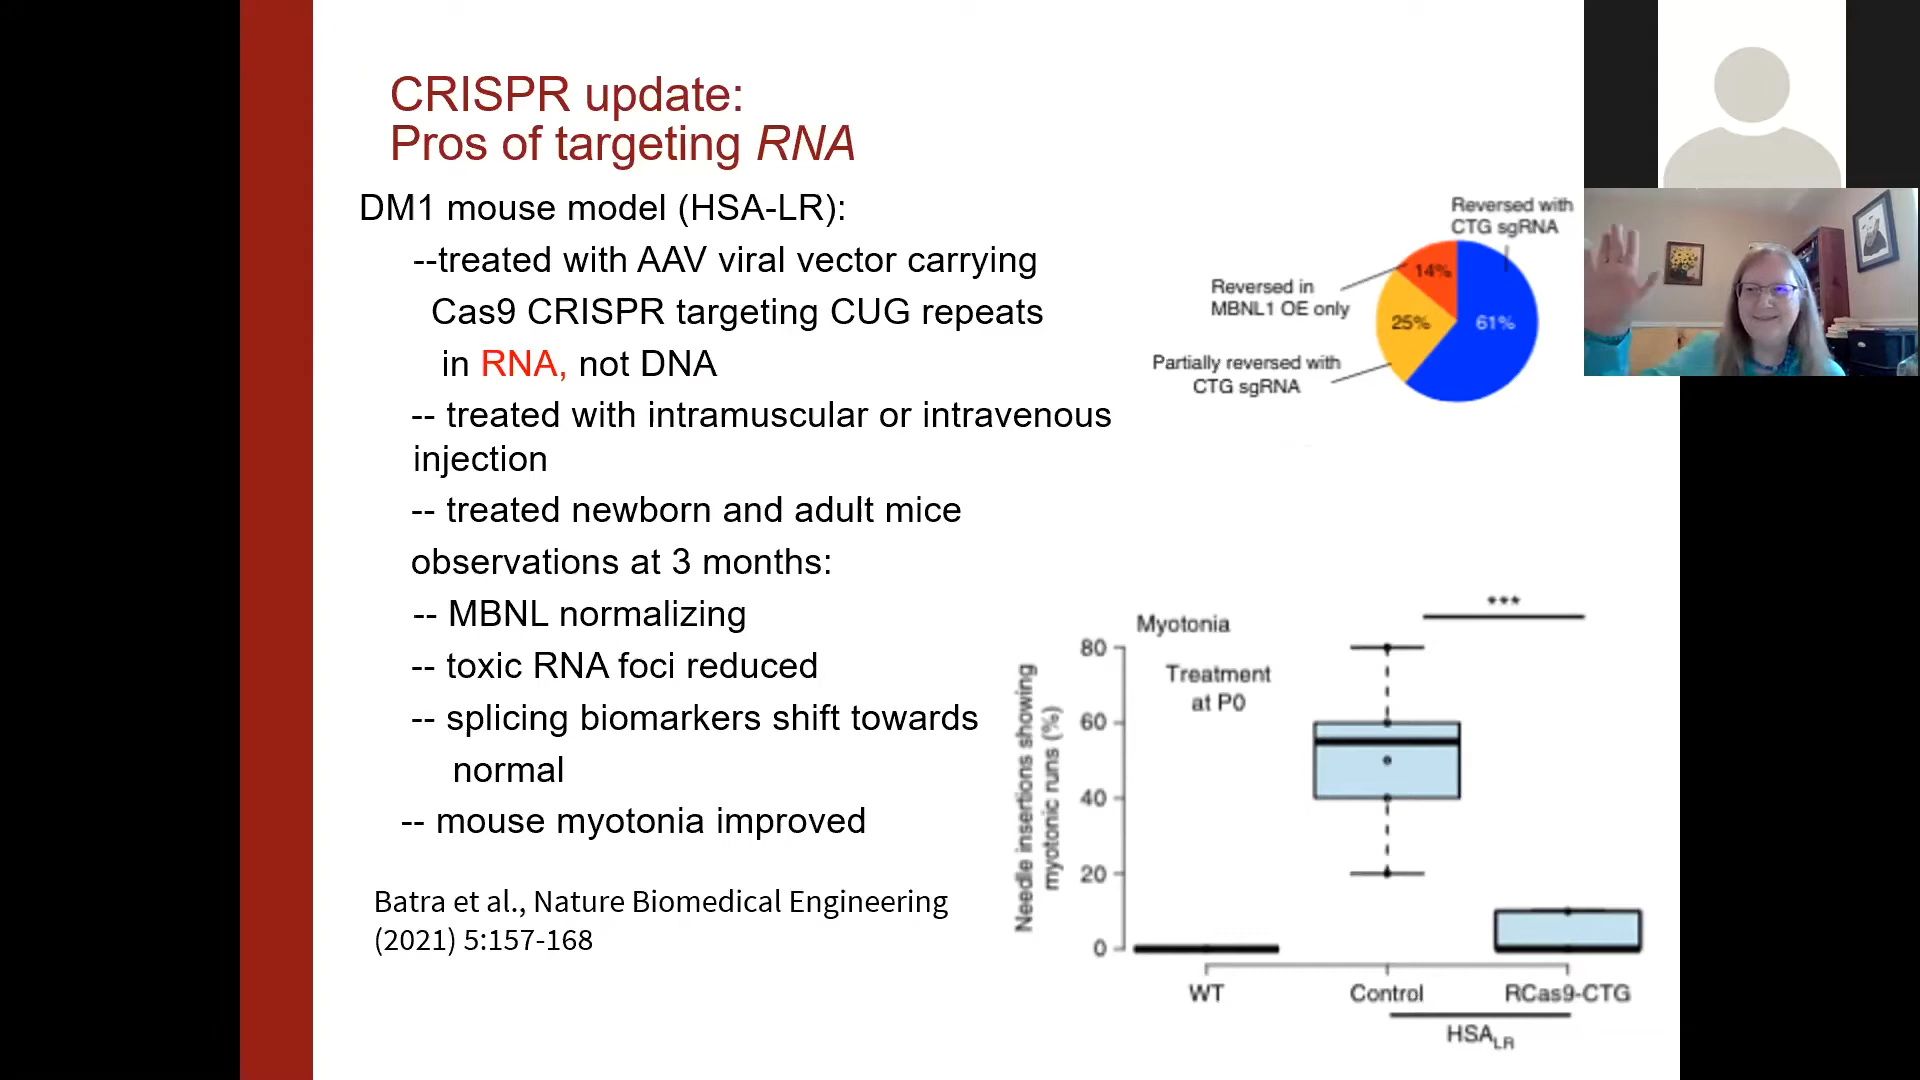 CRISPR update:
Pros of targeting RNA
DM1 mouse model (HSA-LR):
--treated with AAV viral vector carrying
Cas9 CRISPR targeting CUG repeats
in RNA, not DNA
-- treated with intramuscular or intravenous
injection
-- treated newborn and adult mice
observations at 3 months:
-- MBNL normalizing
-- toxic RNA foci reduced
-- splicing biomarkers shift towards
normal
-- mouse myotonia improved
Batra et al., Nature Biomedical Engineering
(2021) 5:157-168
Reversed with
CTG sgRNA
Reversed in
MBNL1 OE only
Partially reversed with
CTG sgRNA
14%
25%
61%
***
Myotonia
Treatment
at P0
Needle insertions showing
myotonic runs (%)
80
60
40
20
0
WT
Control
RCas9-CTG
HSALR